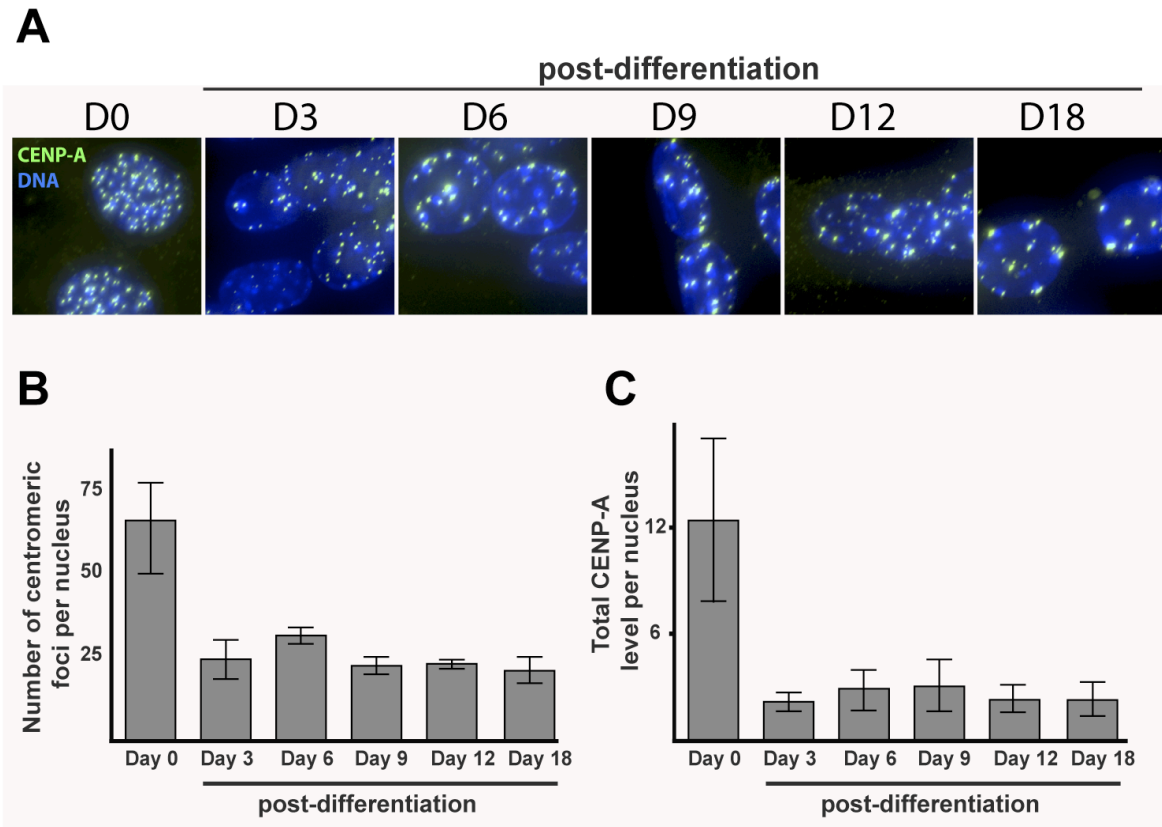 A
post-differentiation
D0 D3 D6 D9 D12 D18
CENP-A
DNA
B
C
Number of centromeric
foci per nucleus
75
50
25
Day 0 Day 3 Day 6 Day 9 Day 12 Day 18
post-differentiation
Total CENP-A
level per nucleus
12
6
Day 0 Day 3 Day 6 Day 9 Day 12 Day 18
post-differentiation